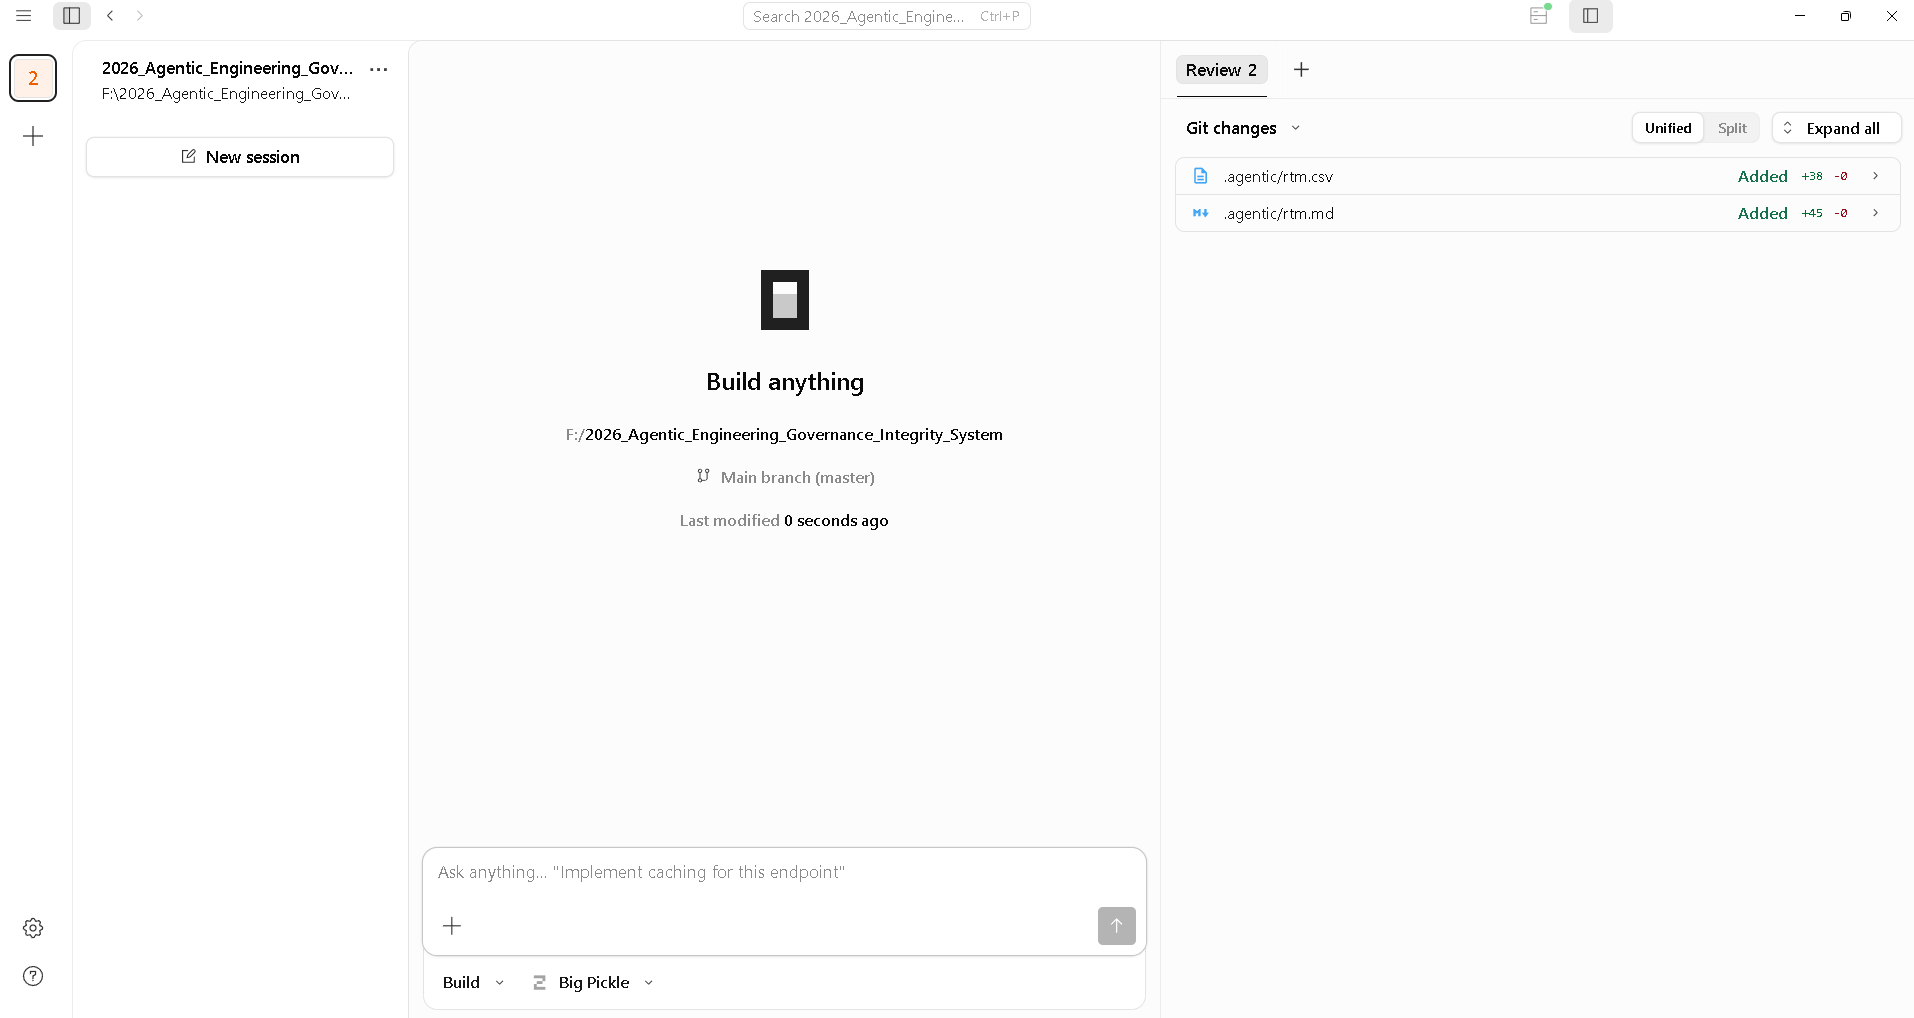 Search 2026_Agentic_Engine... Ctrl+P
2
2026_Agentic_Engineering_Gov...
F:\2026_Agentic_Engineering_Gov...
New session
Build anything
F:/2026_Agentic_Engineering_Governance_Integrity_System
Main branch (master)
Last modified 0 seconds ago
Ask anything... "Implement caching for this endpoint"
Build
Big Pickle
Review 2
Git changes
Unified Split Expand all
.agentic/rtm.csv Added +38 -0
.agentic/rtm.md Added +45 -0